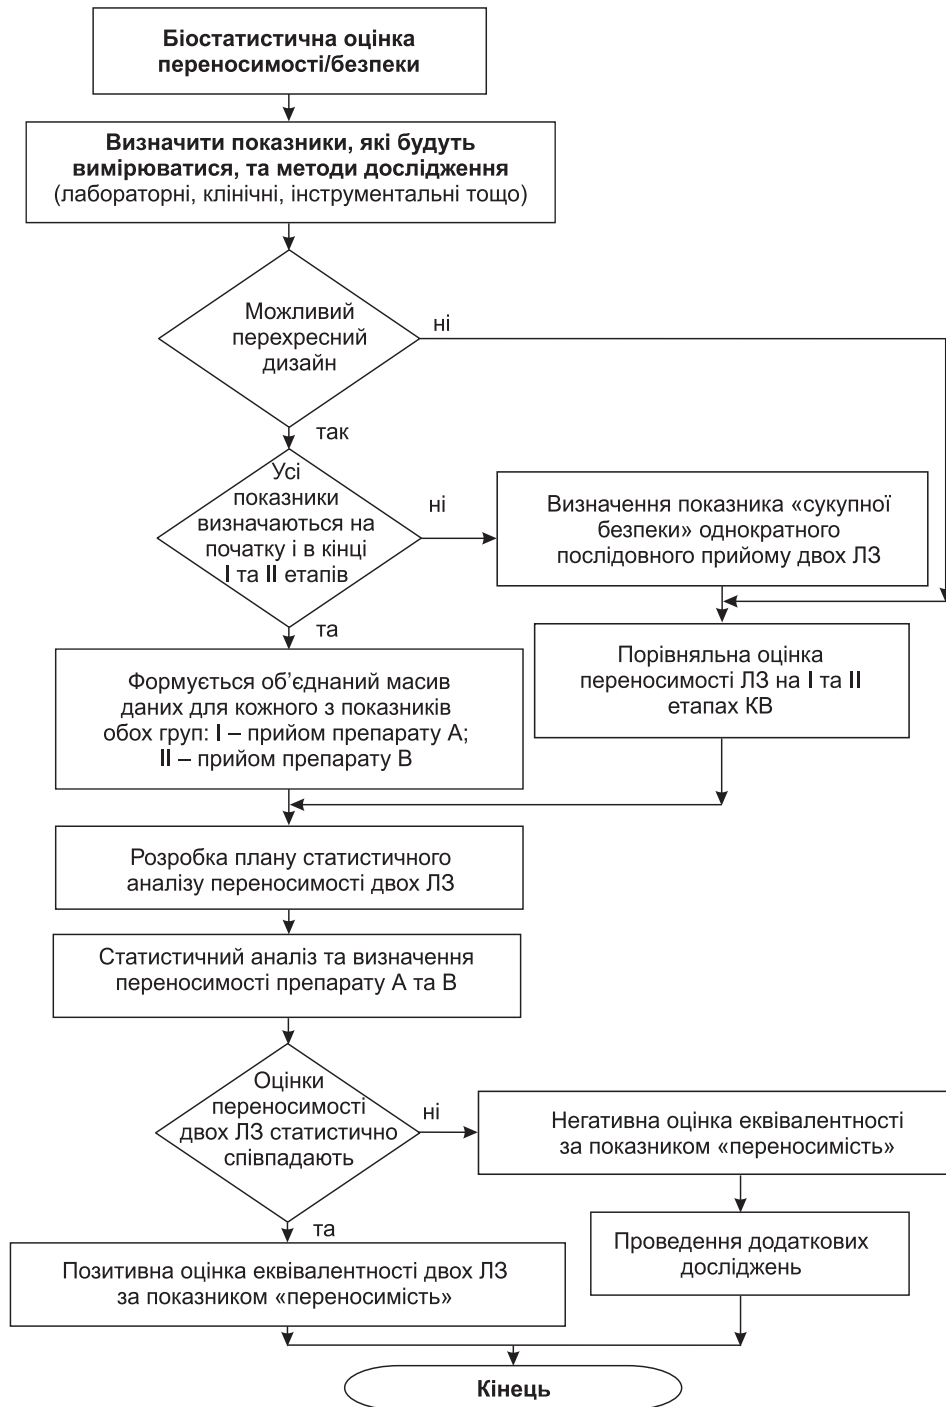 Біостатистична оцінка
переносимості/безпеки
Визначити показники, які будуть
вимірюватися, та методи дослідження
(лабораторні, клінічні, інструментальні тощо)
Можливий
перехресний
дизайн
ні
так
Усі
показники
визначаються на
початку і в кінці
І та ІІ етапів
ні
Визначення показника «сукупної
безпеки» однократного
послідовного прийому двох ЛЗ
та
Порівняльна оцінка
переносимості ЛЗ на І та ІІ
етапах КВ
Формується об’єднаний масив
даних для кожного з показників
обох груп: І – прийом препарату А;
ІІ – прийом препарату В
Розробка плану статистичного
аналізу переносимості двох ЛЗ
Статистичний аналіз та визначення
переносимості препарату А та В
Оцінки
переносимості
двох ЛЗ статистично
співпадають
ні
Негативна оцінка еквівалентності
за показником «переносимість»
та
Проведення додаткових
досліджень
Позитивна оцінка еквівалентності двох ЛЗ
за показником «переносимість»
Кінець